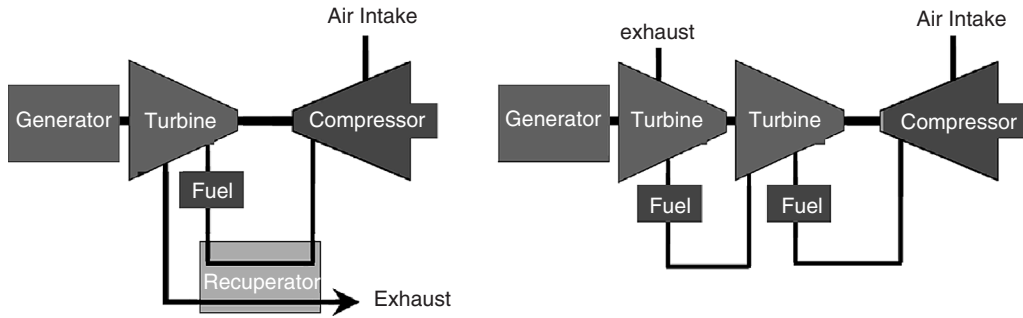 Air Intake
Generator
Turbine
Compressor
Fuel
Recuperator
Exhaust
exhaust
Air Intake
Generator
Turbine
Turbine
Compressor
Fuel
Fuel